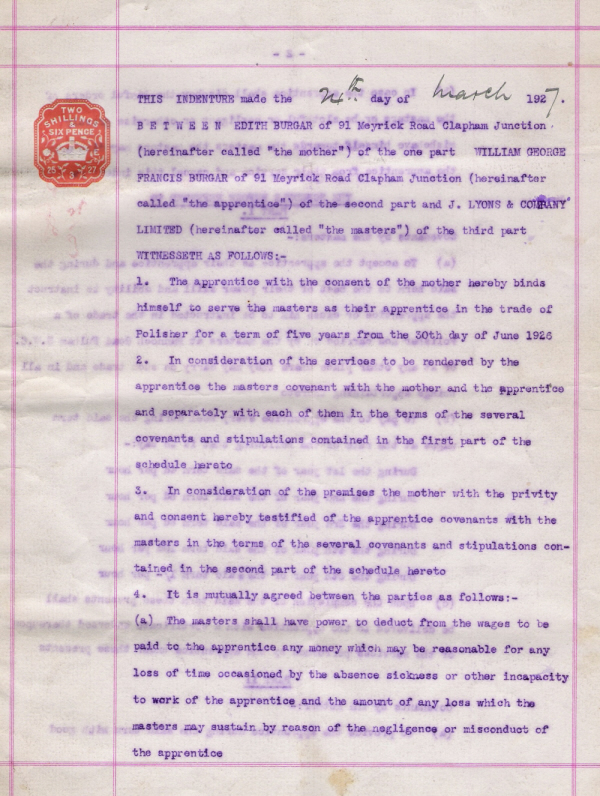 TWO
SHILLINGS
&
SIX PENCE
25 3 27
THIS INDENTURE made the 24th day of March 1927.
B E T W E E N EDITH BURGAR of 91 Meyrick Road Clapham Junction
(hereinafter called "the mother") of the one part WILLIAM GEORGE
FRANCIS BURGAR of 91 Meyrick Road Clapham Junction (hereinafter
called "the apprentice") of the second part and J. LYONS & COMPANY
LIMITED (hereinafter called "the masters") of the third part
WITNESSETH AS FOLLOWS:-
1. The apprentice with the consent of the mother hereby binds
himself to serve the masters as their apprentice in the trade of
Polisher for a term of five years from the 30th day of June 1926
2. In consideration of the services to be rendered by the
apprentice the masters covenant with the mother and the apprentice
and separately with each of them in the terms of the several
covenants and stipulations contained in the first part of the
schedule hereto
3. In consideration of the premises the mother with the privity
and consent hereby testified of the apprentice covenants with the
masters in the terms of the several covenants and stipulations con-
tained in the second part of the schedule hereto
4. It is mutually agreed between the parties as follows:-
(a) The masters shall have power to deduct from the wages to be
paid to the apprentice any money which may be reasonable for any
loss of time occasioned by the absence sickness or other incapacity
to work of the apprentice and the amount of any loss which the
masters may sustain by reason of the negligence or misconduct of
the apprentice